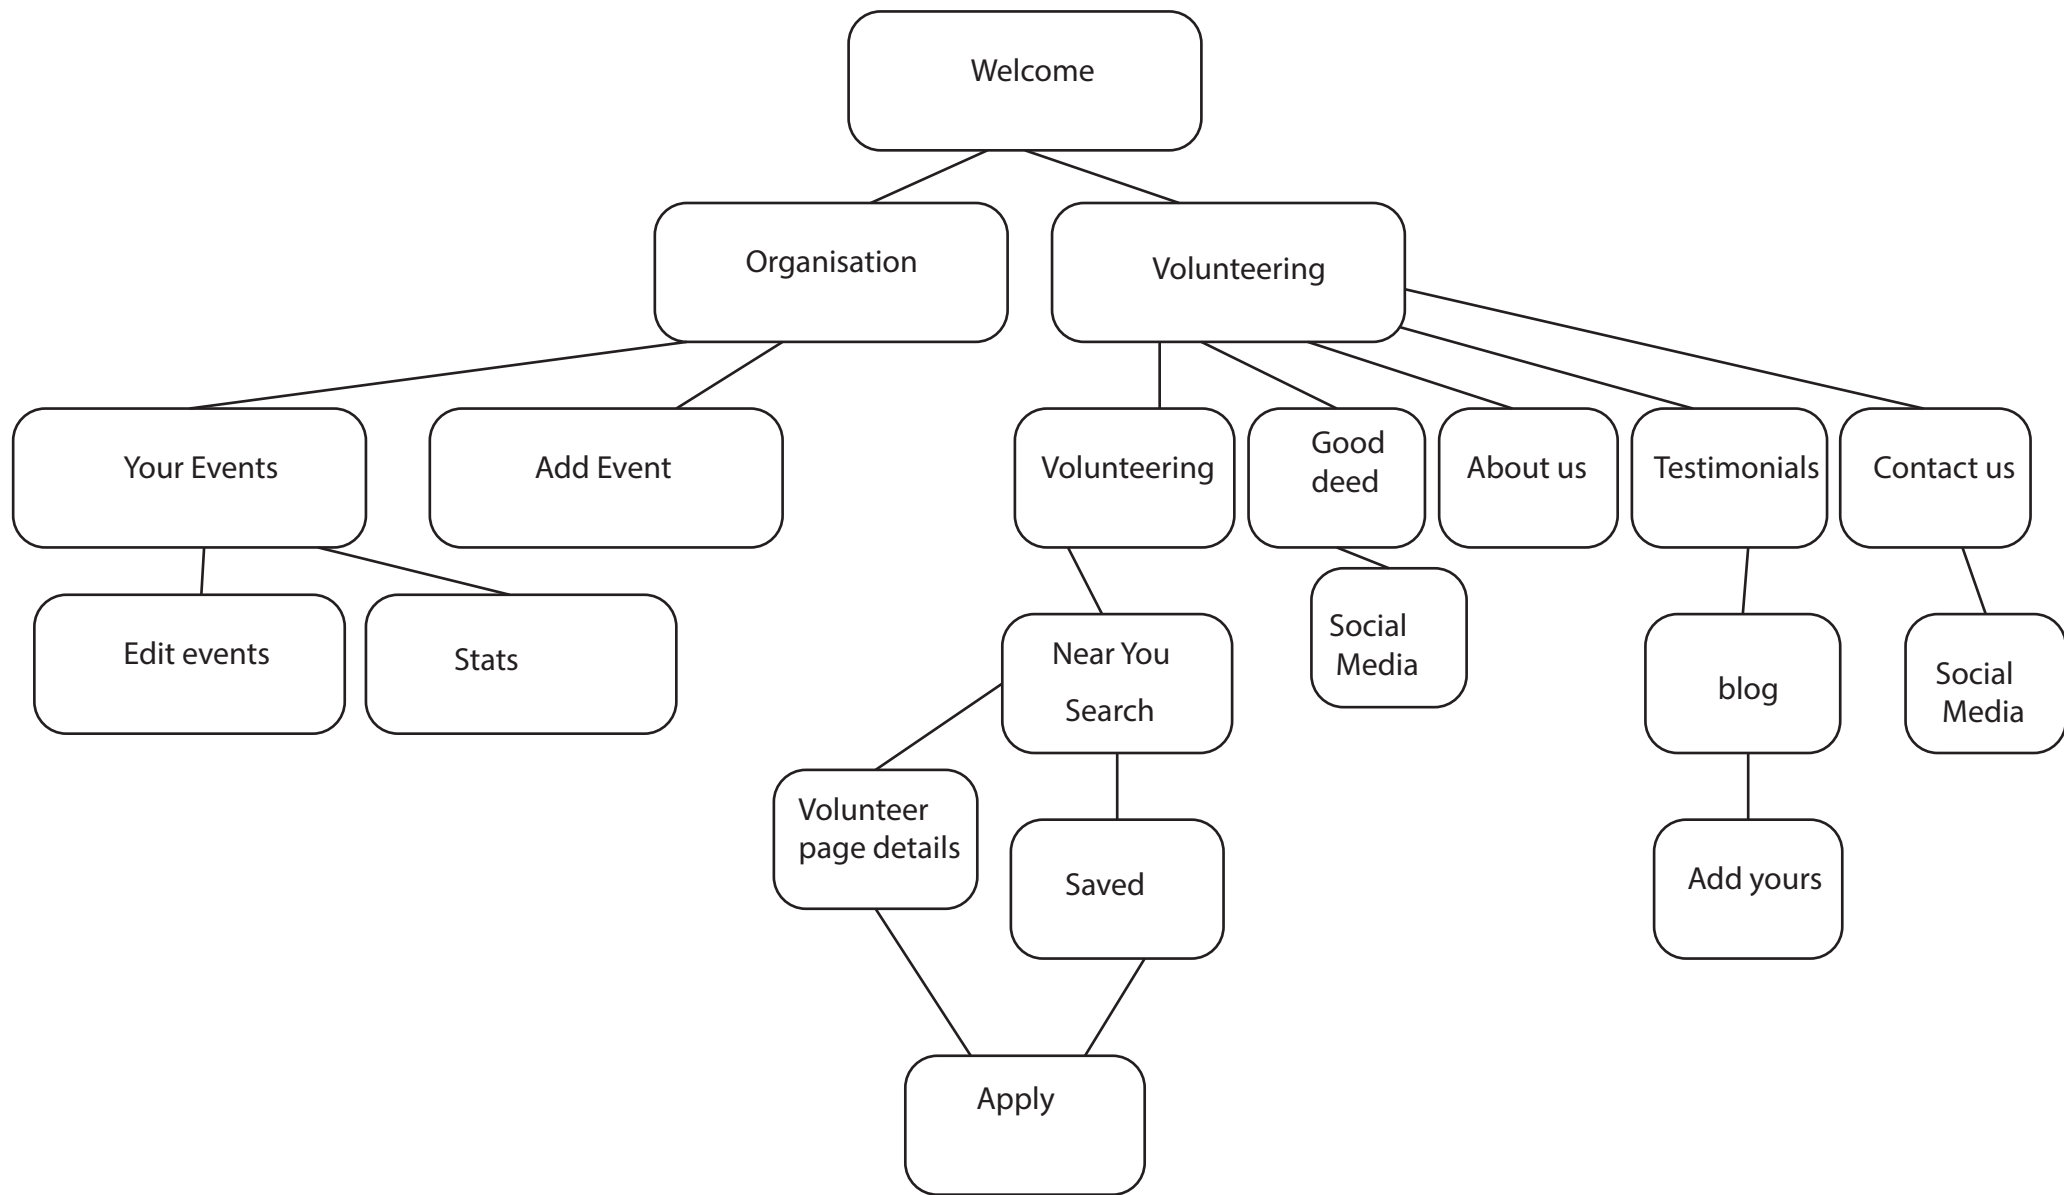 Welcome
Organisation
Volunteering
Your Events
Add Event
Volunteering
Good
deed
About us
Testimonials
Contact us
Edit events
Stats
Near You
Search
Social
Media
blog
Social
Media
Volunteer
page details
Saved
Add yours
Apply